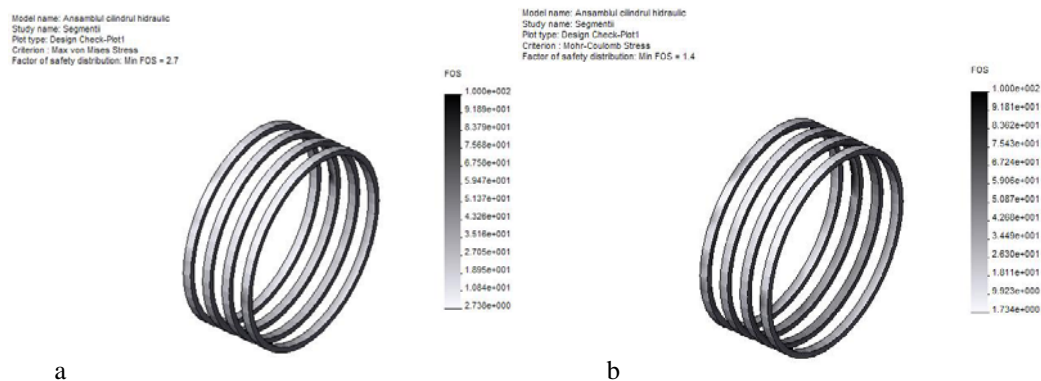 Model name: Ansamblul cilindrul hidraulic
Study name: Segmentii
Plot type: Design Check-Plot1
Criterion : Max von Mises Stress
Factor of safety distribution: Min FOS = 2.7
FOS
1.000e+002
9.189e+001
8.379e+001
7.568e+001
6.758e+001
5.947e+001
5.137e+001
4.326e+001
3.516e+001
2.705e+001
1.895e+001
1.084e+001
2.736e+000
a
Model name: Ansamblul cilindrul hidraulic
Study name: Segmentii
Plot type: Design Check-Plot1
Criterion : Mohr-Coulomb Stress
Factor of safety distribution: Min FOS = 1.4
FOS
1.000e+002
9.181e+001
8.362e+001
7.543e+001
6.724e+001
5.906e+001
5.087e+001
4.268e+001
3.449e+001
2.630e+001
1.811e+001
9.923e+000
1.734e+000
b